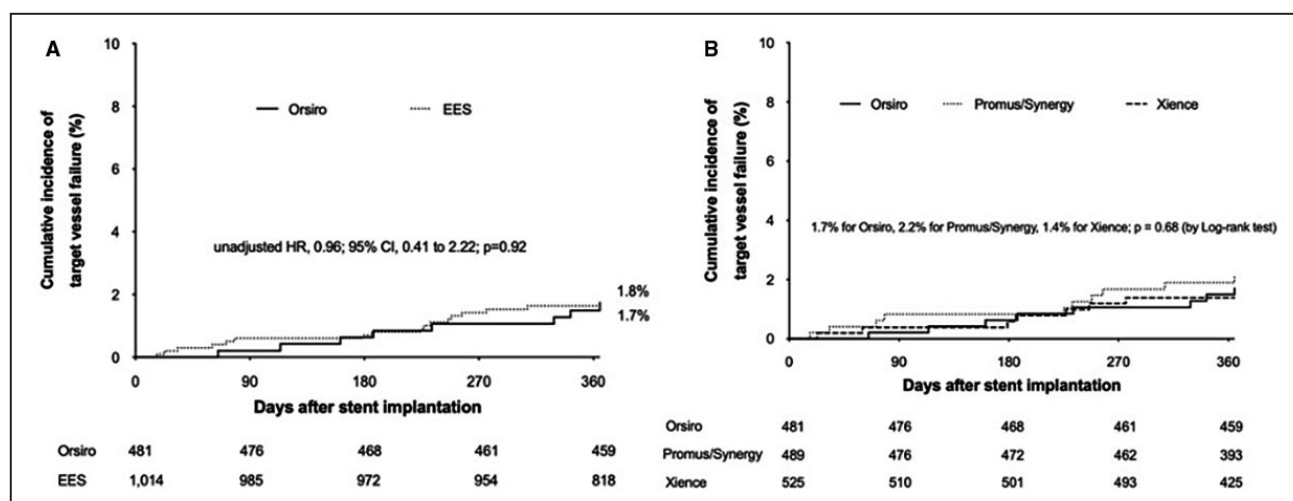 A
Cumulative incidence of
target vessel failure (%)
10
8
6
4
2
0
Orsiro
EES
unadjusted HR, 0.96; 95% CI, 0.41 to 2.22; p=0.92
1.8%
1.7%
0 90 180 270 360
Days after stent implantation
Orsiro 481 476 468 461 459
EES 1,014 985 972 954 818
B
Cumulative incidence of
target vessel failure (%)
10
8
6
4
2
0
Orsiro
Promus/Synergy
Xience
1.7% for Orsiro, 2.2% for Promus/Synergy, 1.4% for Xience; p = 0.68 (by Log-rank test)
0 90 180 270 360
Days after stent implantation
Orsiro 481 476 468 461 459
Promus/Synergy 489 476 472 462 393
Xience 525 510 501 493 425